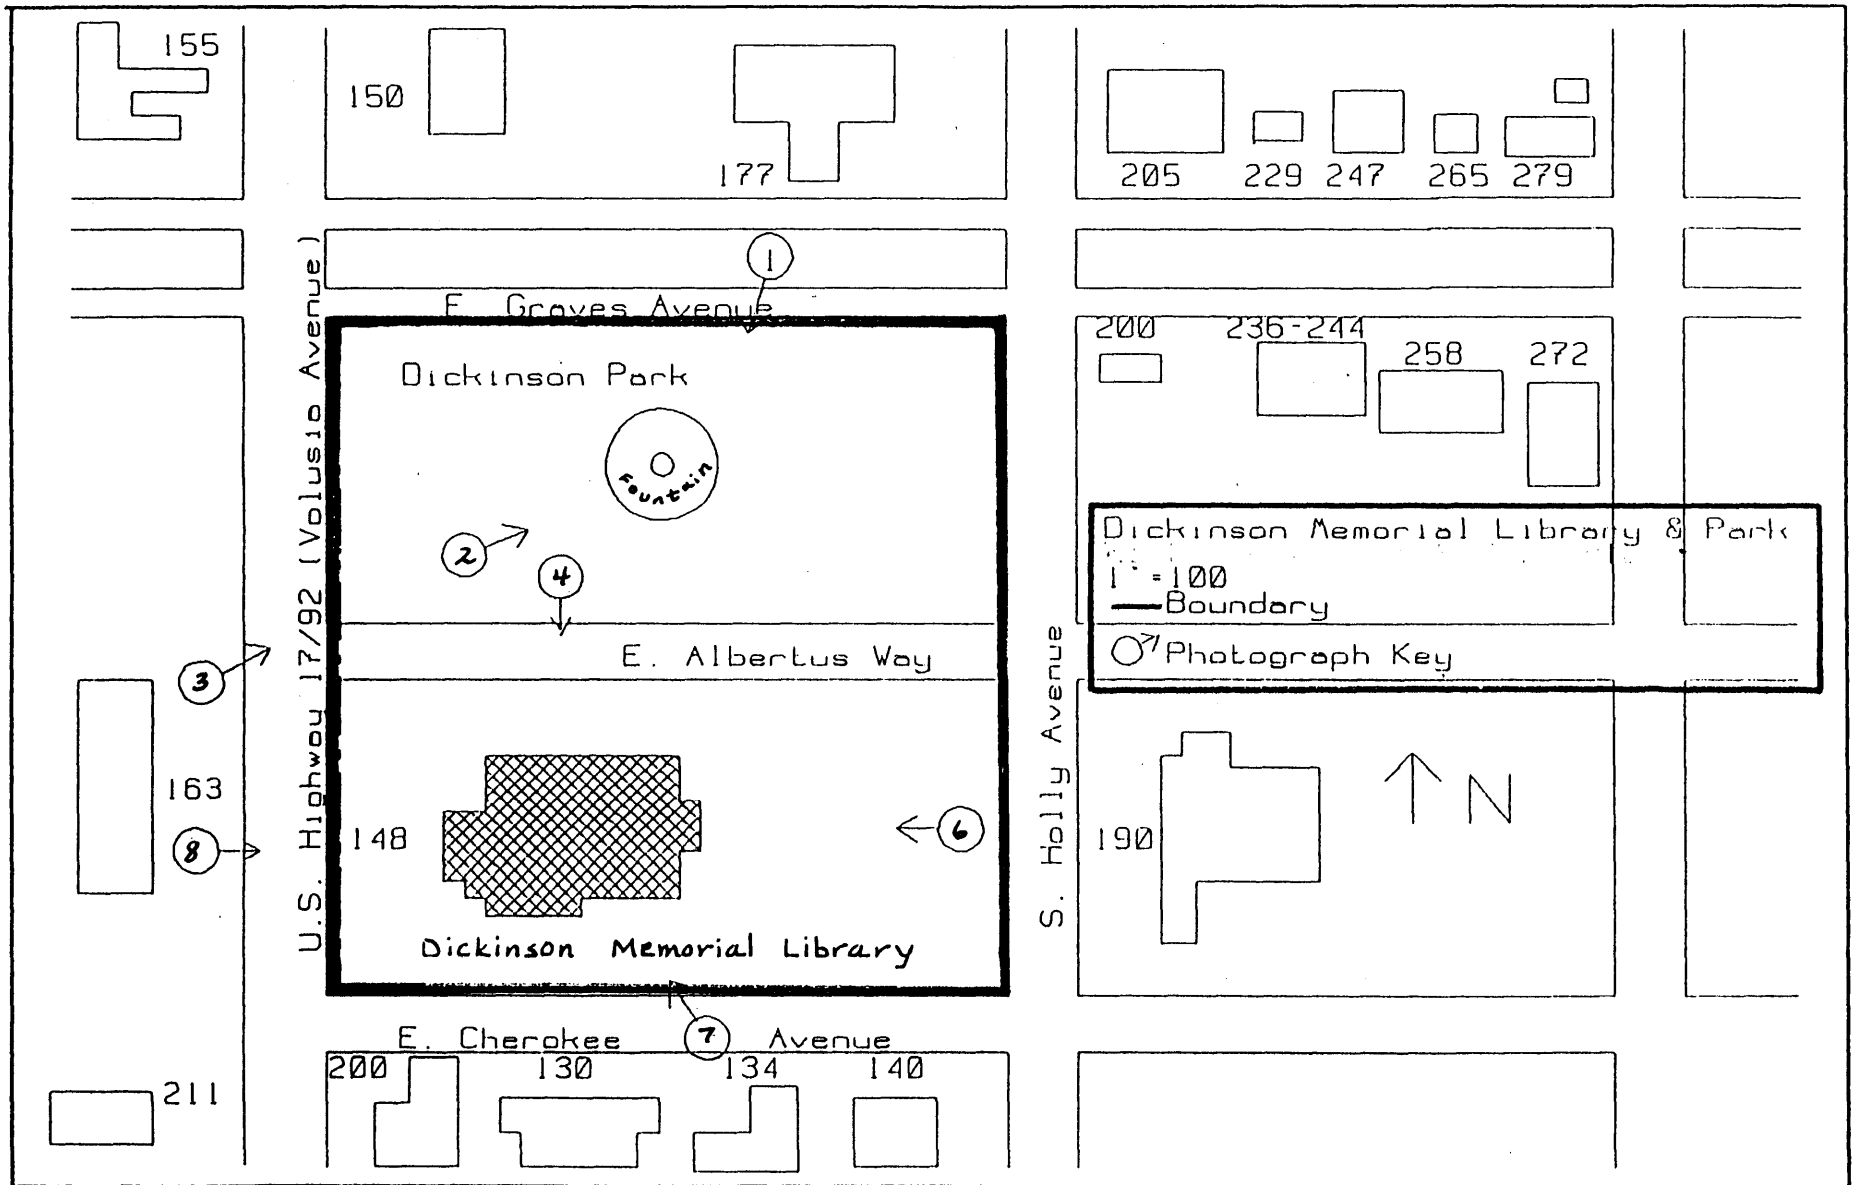 155
150
177
205
229
247
265
279
1
E. Graves Avenue
U.S. Highway 17/92 (Volusia Avenue)
Dickinson Park
Fountain
2
4
3
E. Albertus Way
200
236-244
258
272
Dickinson Memorial Library & Park
1" = 100
Boundary
Photograph Key
163
8
148
6
Dickinson Memorial Library
S. Holly Avenue
190
N
E. Cherokee Avenue
7
200
130
134
140
211